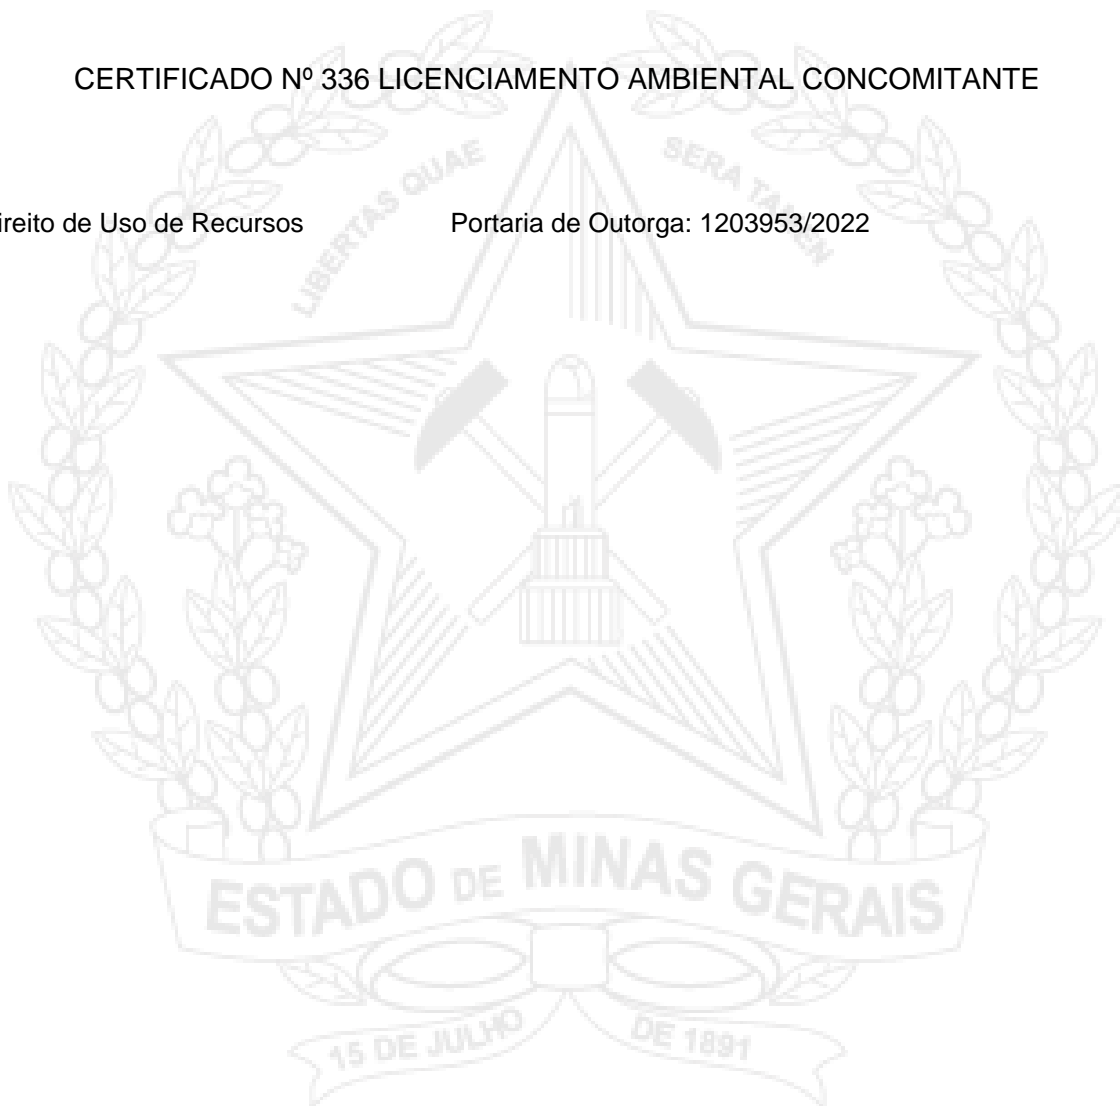 CERTIFICADO Nº 336 LICENCIAMENTO AMBIENTAL CONCOMITANTE
LIBERTAS QUAE SERA TAMEN
ireito de Uso de Recursos Portaria de Outorga: 1203953/2022
ESTADO DE MINAS GERAIS
15 DE JULHO DE 1891